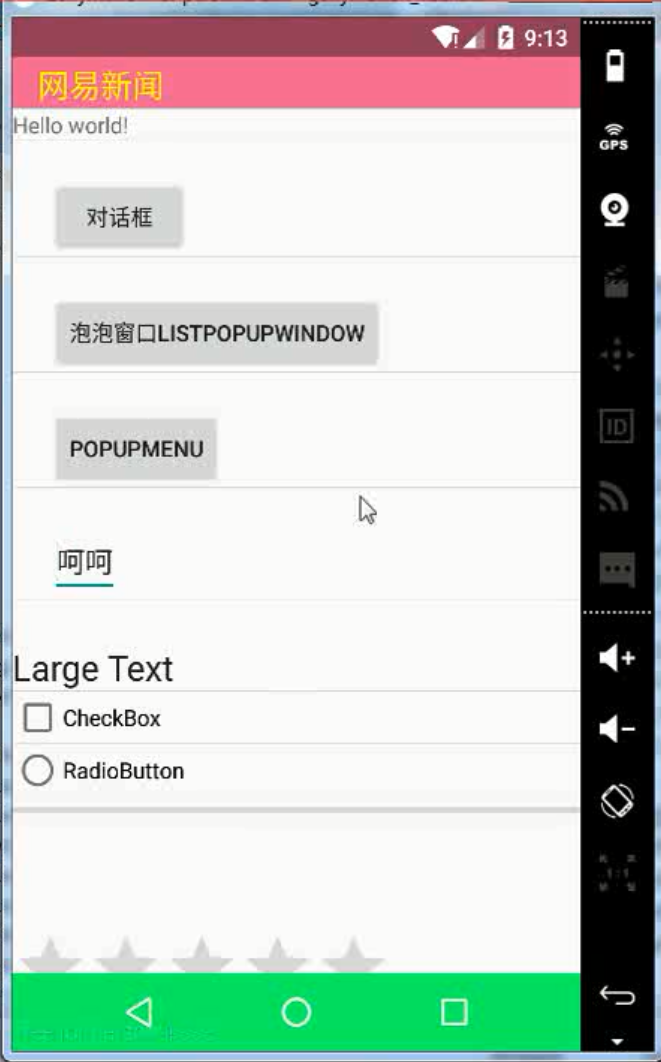 9:13
网易新闻
Hello world!
GPS
对话框
泡泡窗口LISTPOPUPWINDOW
POPUPMENU
ID
呵呵
Large Text
CheckBox
RadioButton
1:1